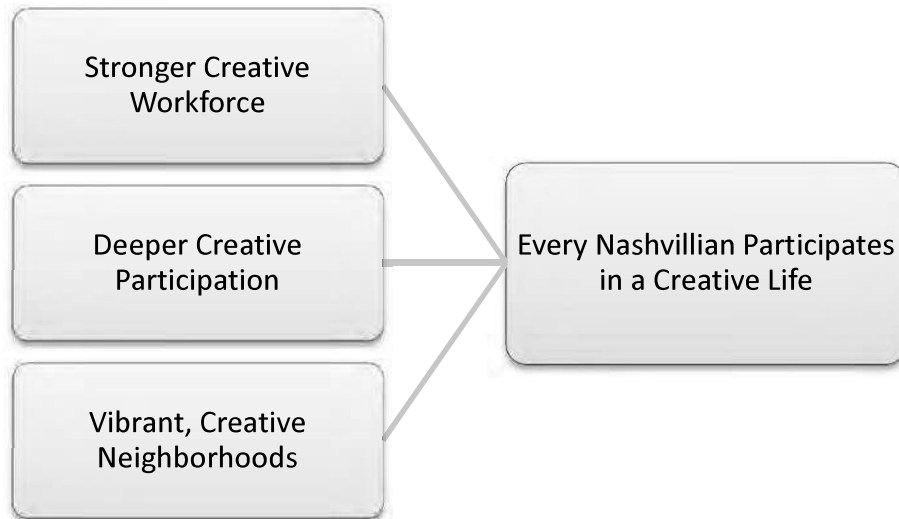 Stronger Creative
Workforce
Deeper Creative
Participation
Vibrant, Creative
Neighborhoods
Every Nashvillian Participates
in a Creative Life